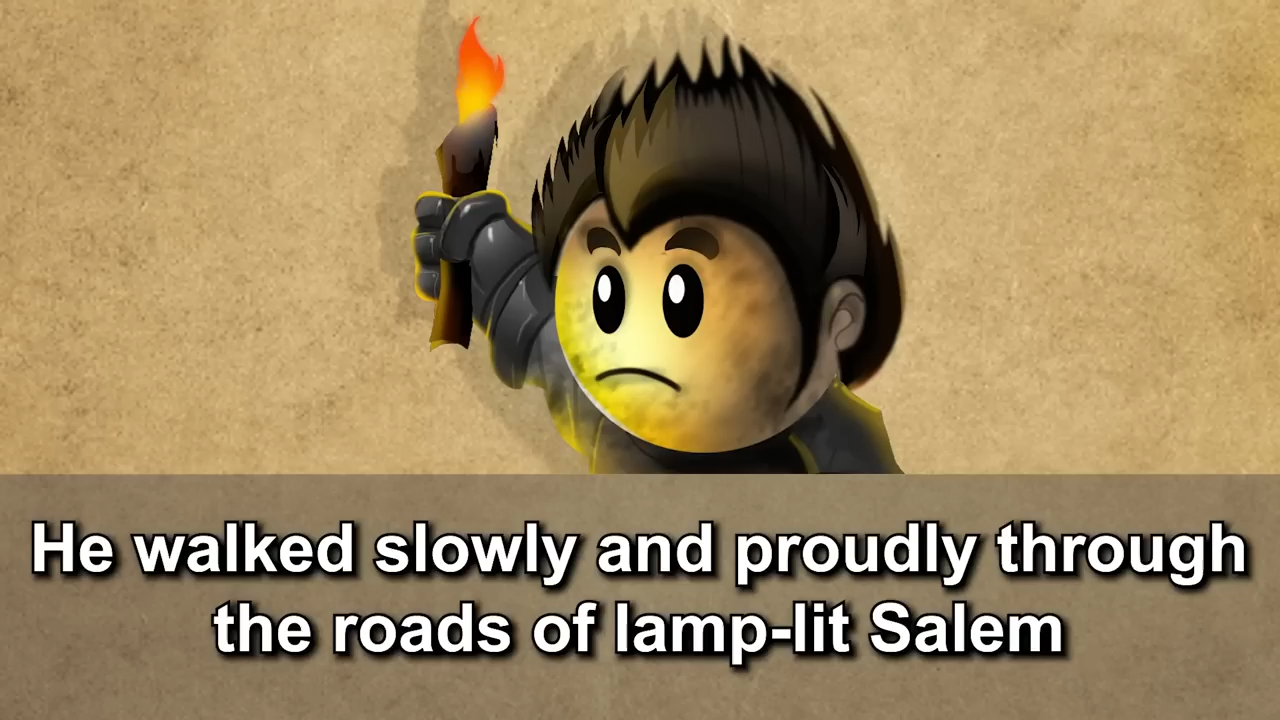 He walked slowly and proudly through
the roads of lamp-lit Salem